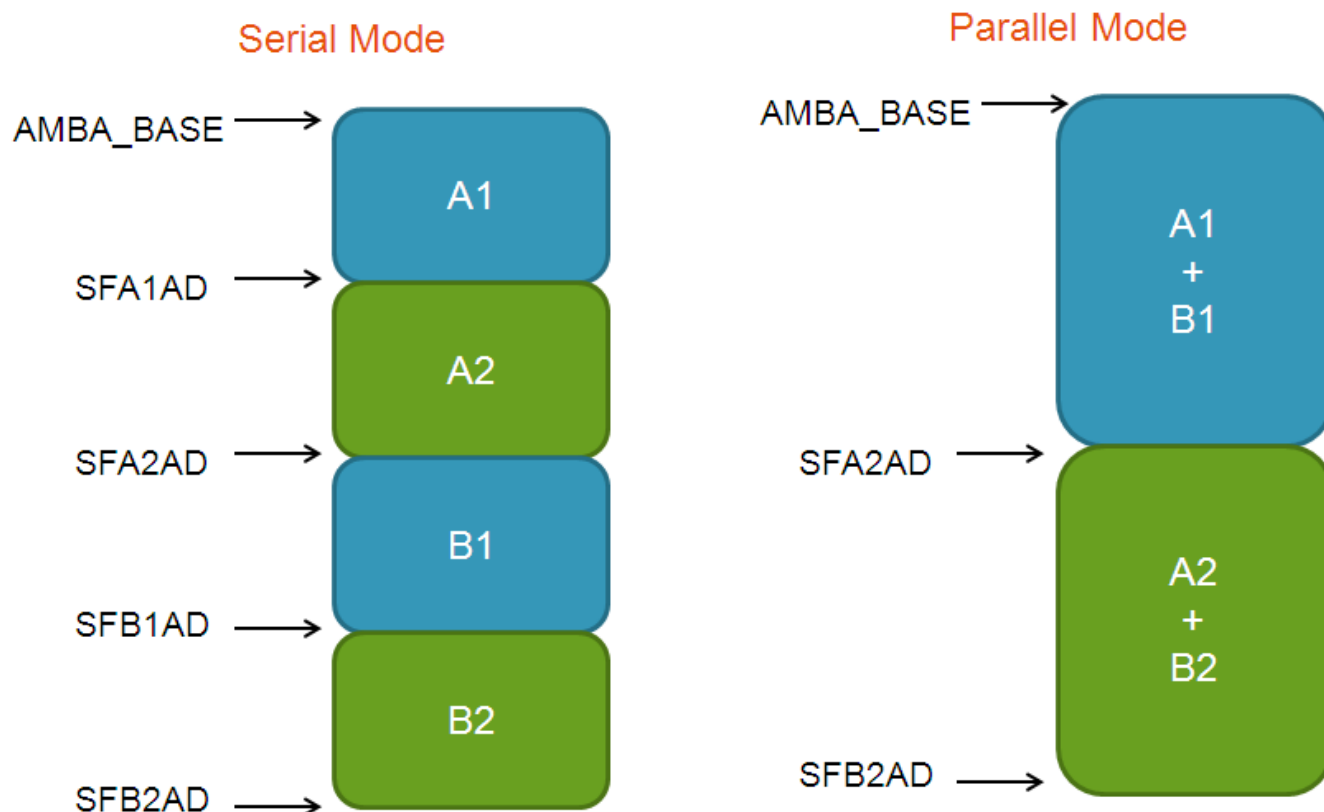 Serial Mode
AMBA_BASE
A1
SFA1AD
A2
SFA2AD
B1
SFB1AD
B2
SFB2AD
Parallel Mode
AMBA_BASE
A1
+
B1
SFA2AD
A2
+
B2
SFB2AD